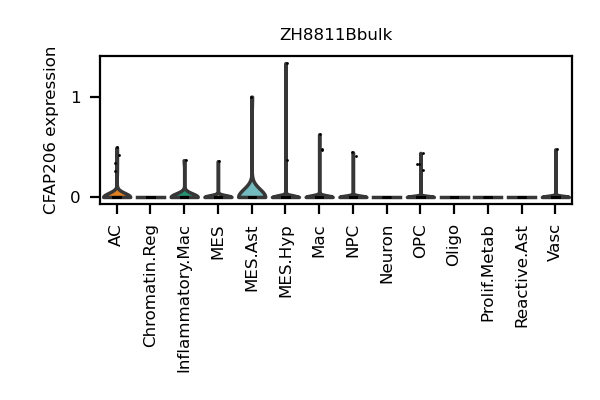 ZH8811Bbulk
CFAP206 expression
1
0
AC
Chromatin.Reg
Inflammatory.Mac
MES
MES.Ast
MES.Hyp
Mac
NPC
Neuron
OPC
Oligo
Prolif.Metab
Reactive.Ast
Vasc